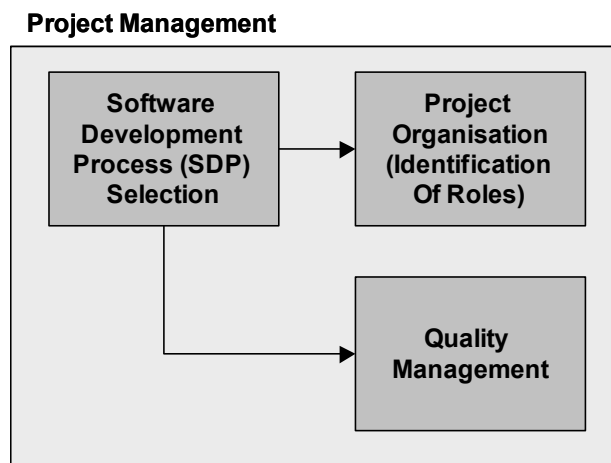 Project Management
Software
Development
Process (SDP)
Selection
Project
Organisation
(Identification
Of Roles)
Quality
Management